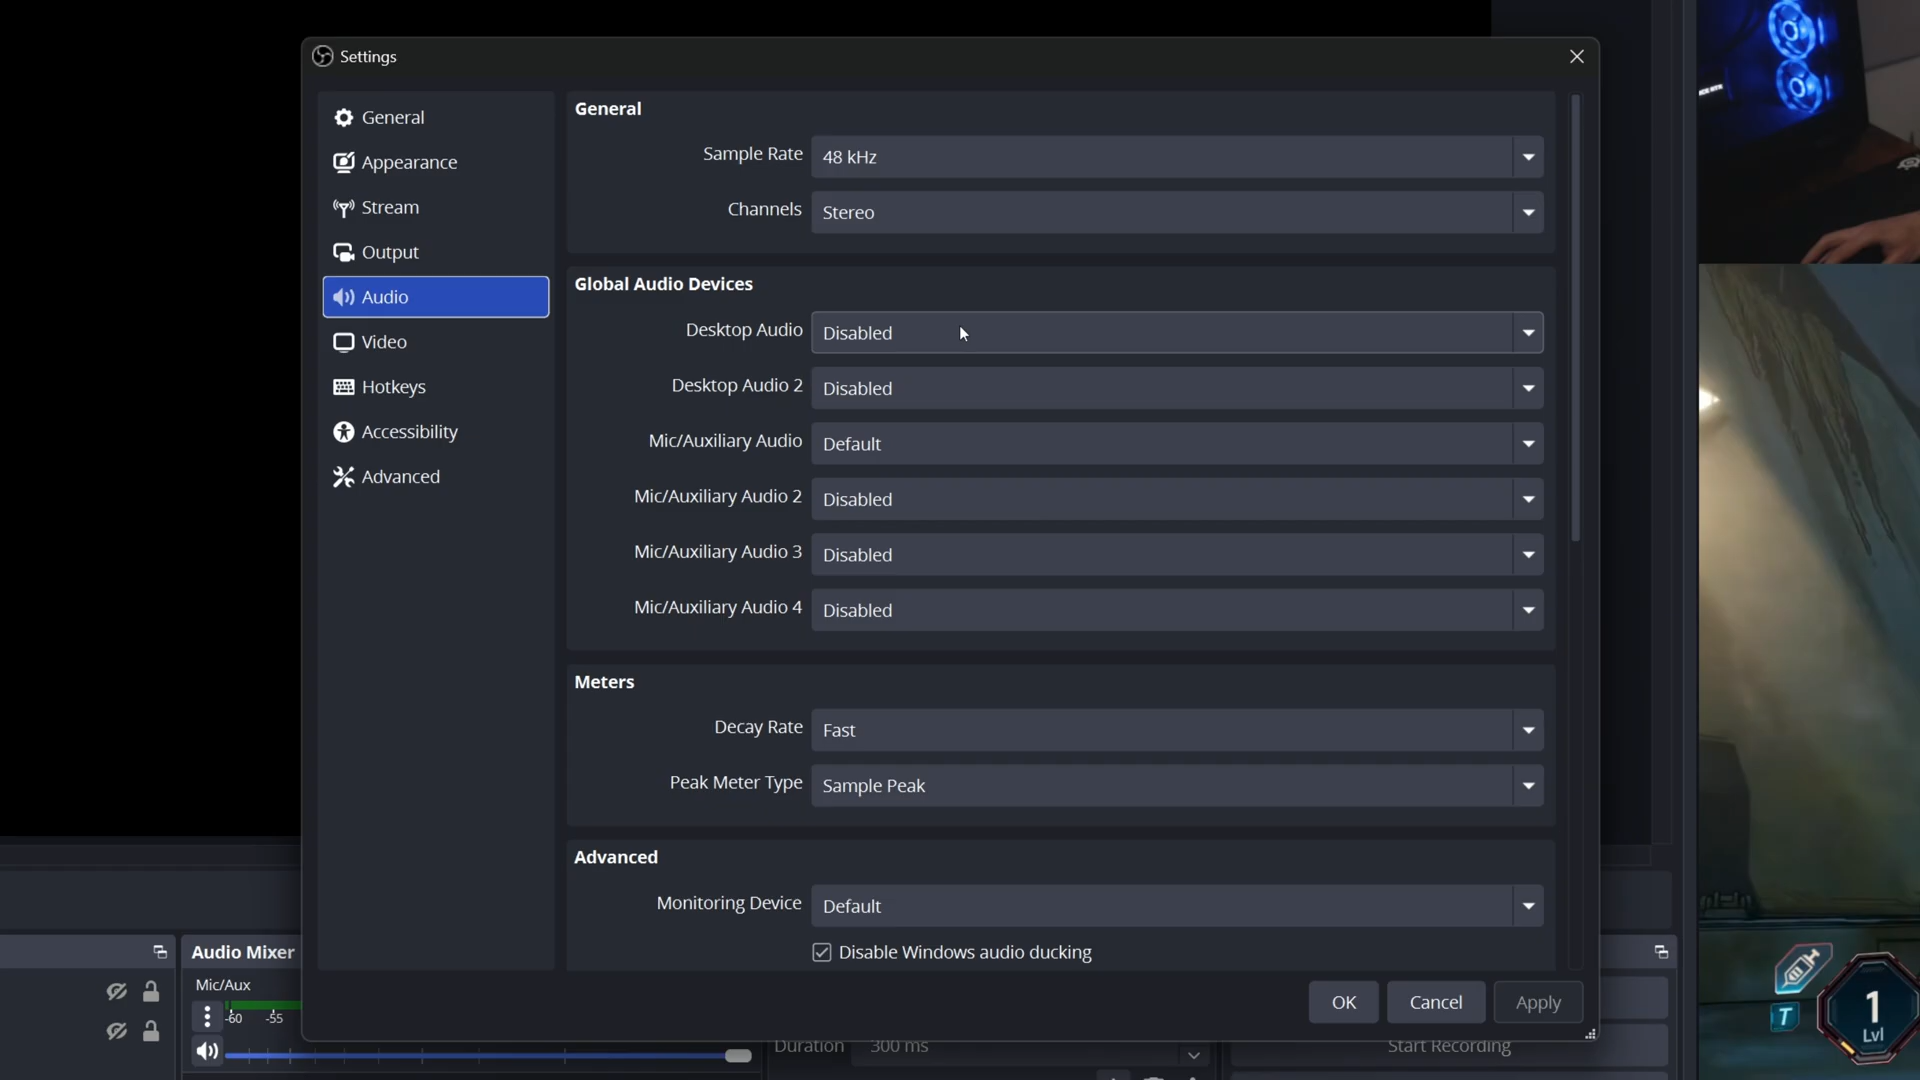 Settings
General
Appearance
Stream
Output
Audio
Video
Hotkeys
Accessibility
Advanced
General
Sample Rate 48 kHz
Channels Stereo
Global Audio Devices
Desktop Audio Disabled
Desktop Audio 2 Disabled
Mic/Auxiliary Audio Default
Mic/Auxiliary Audio 2 Disabled
Mic/Auxiliary Audio 3 Disabled
Mic/Auxiliary Audio 4 Disabled
Meters
Decay Rate Fast
Peak Meter Type Sample Peak
Advanced
Monitoring Device Default
Disable Windows audio ducking
OK Cancel Apply
Audio Mixer
Mic/Aux
-60 -55
Duration 300 ms
Start Recording
T
1
Lvl